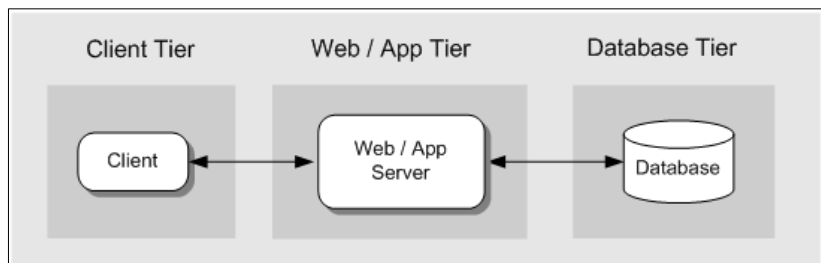 Client Tier
Web / App Tier
Database Tier
Client
Web / App
Server
Database